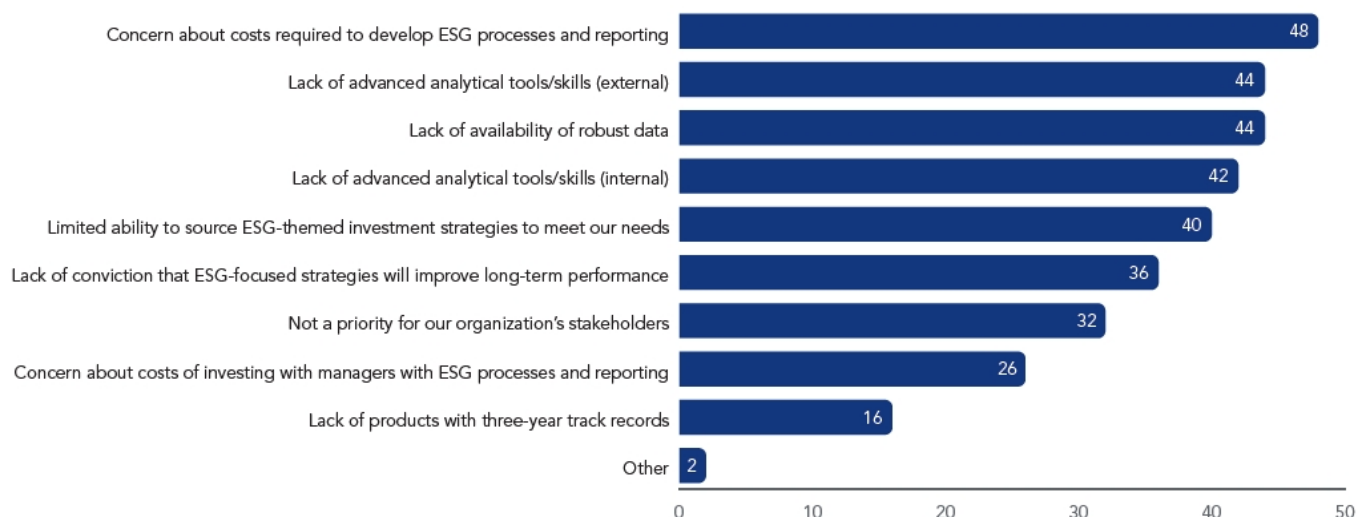 Concern about costs required to develop ESG processes and reporting 48
Lack of advanced analytical tools/skills (external) 44
Lack of availability of robust data 44
Lack of advanced analytical tools/skills (internal) 42
Limited ability to source ESG-themed investment strategies to meet our needs 40
Lack of conviction that ESG-focused strategies will improve long-term performance 36
Not a priority for our organization’s stakeholders 32
Concern about costs of investing with managers with ESG processes and reporting 26
Lack of products with three-year track records 16
Other 2
0 10 20 30 40 50